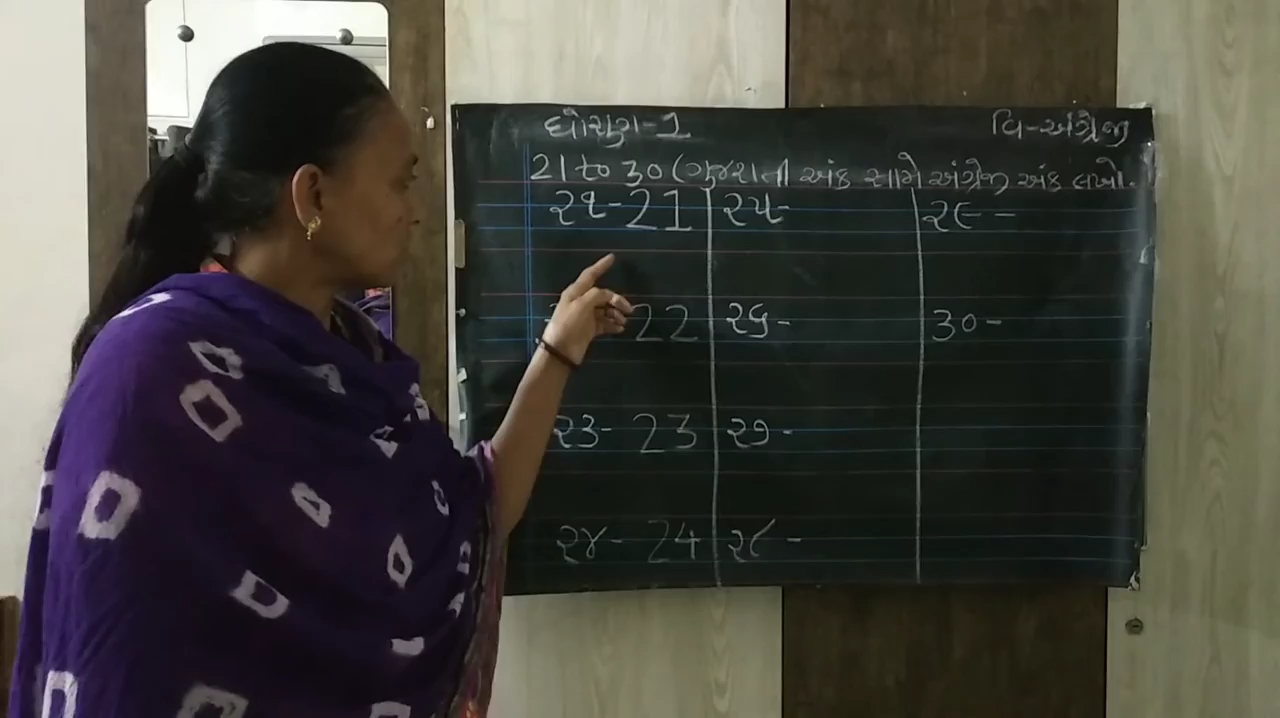 ધોરણ-1 વિ-અંગ્રેજી
21 to 30 (ગુજરાતી અંક સામે અંગ્રેજી અંક લખો.
૨૧-21 ૨૫- ૨૯-
22 ૨૬- ૩૦-
૨૩- 23 ૨૭-
૨૪- 24 ૨૮-